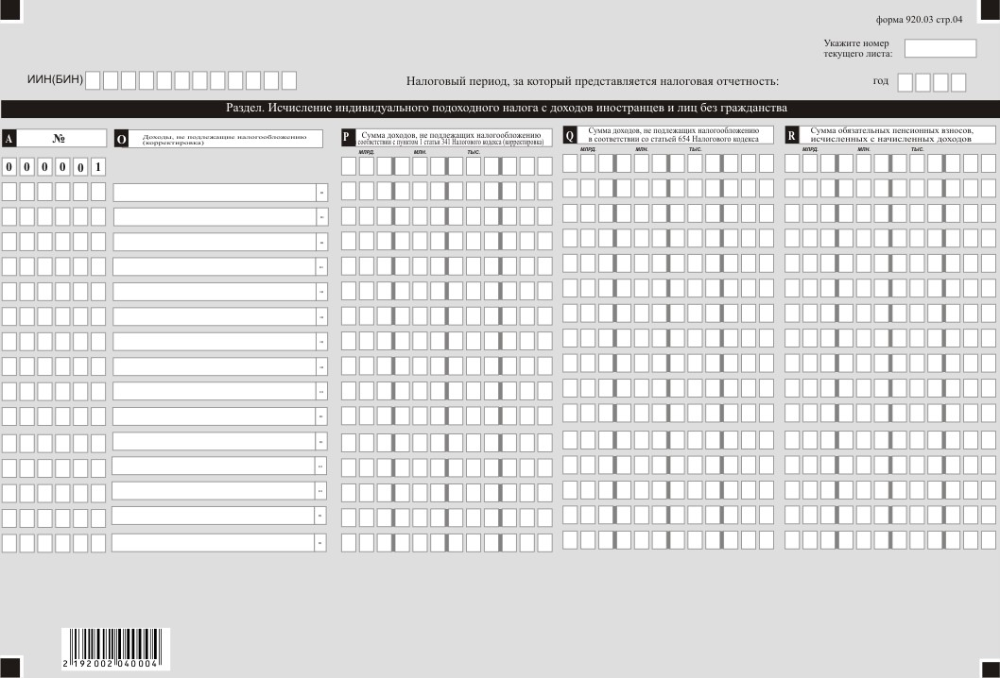 форма 920.03 стр.04
Укажите номер
текущего листа:
ИИН(БИН)
Налоговый период, за который представляется налоговая отчетность:
год
Раздел. Исчисление индивидуального подоходного налога с доходов иностранцев и лиц без гражданства
A №
O Доходы, не подлежащие налогообложению
(корректировка)
P Сумма доходов, не подлежащих налогообложению
соответствии с пунктом 1 статьи 341 Налогового кодекса (корректировка)
Q Сумма доходов, не подлежащих налогообложению
в соответствии со статьей 654 Налогового кодекса
R Сумма обязательных пенсионных взносов,
исчисленных с начисленных доходов
МЛРД. МЛН. ТЫС. МЛРД. МЛН. ТЫС. МЛРД. МЛН. ТЫС.
0 0 0 0 0 1
2 192002 040004